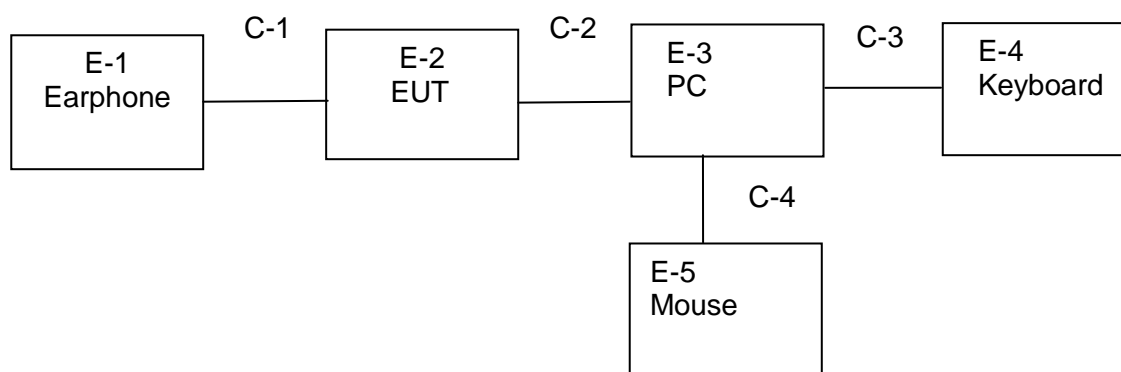 C-1
C-2
C-3
E-1
Earphone
E-2
EUT
E-3
PC
E-4
Keyboard
C-4
E-5
Mouse